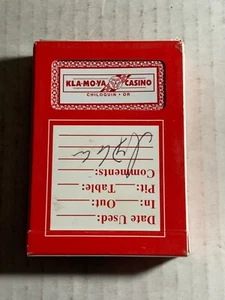 KLA-MO-YA CASINO
CHILOQUIN • OR
Date Used:
In: Out:
Pit: Table:
Comments: